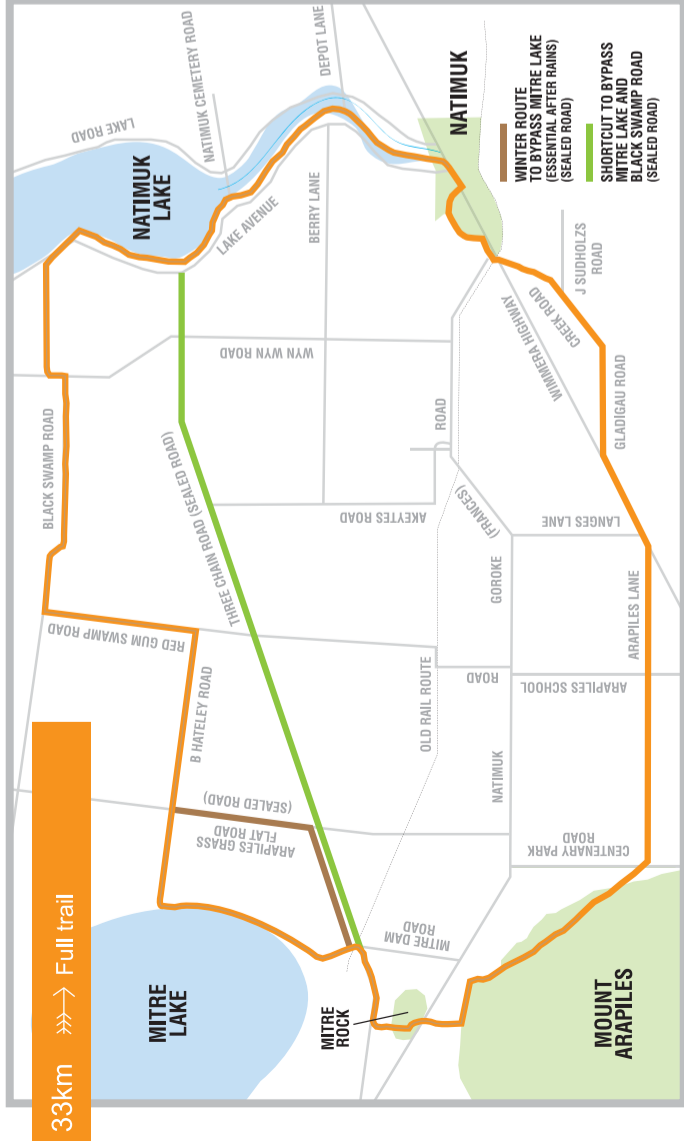 33km
Full trail
MITRE
LAKE
MITRE
ROCK
MOUNT
ARAPILES
NATIMUK
LAKE
NATIMUK
LAKE ROAD
NATIMUK CEMETERY ROAD
DEPOT LANE
LAKE AVENUE
BERRY LANE
WYN WYN ROAD
BLACK SWAMP ROAD
THREE CHAIN ROAD (SEALED ROAD)
RED GUM SWAMP ROAD
B HATELEY ROAD
ARAPILES GRASS
FLAT ROAD
(SEALED ROAD)
AKEYTES ROAD
OLD RAIL ROUTE
NATIMUK
ROAD
GOROKE
(FRANCES)
ROAD
MITRE DAM
ROAD
CENTENARY PARK
ROAD
ARAPILES SCHOOL
ARAPILES LANE
LANGES LANE
GLADIGAU ROAD
WIMMERA HIGHWAY
CREEK ROAD
J SUDHOLZS
ROAD
WINTER ROUTE
TO BYPASS MITRE LAKE
(ESSENTIAL AFTER RAINS)
(SEALED ROAD)
SHORTCUT TO BYPASS
MITRE LAKE AND
BLACK SWAMP ROAD
(SEALED ROAD)